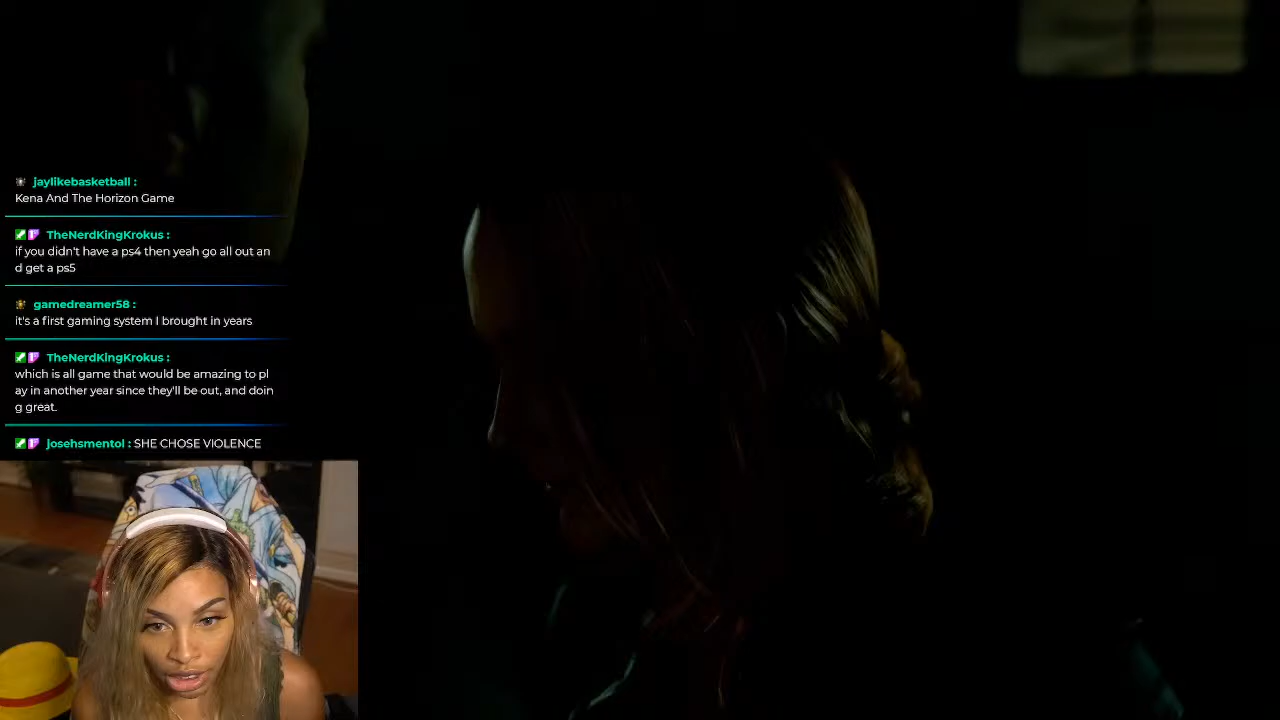 jaylikebasketball :
Kena And The Horizon Game
TheNerdKingKrokus :
if you didn't have a ps4 then yeah go all out an
d get a ps5
gamedreamer58 :
it's a first gaming system I brought in years
TheNerdKingKrokus :
which is all game that would be amazing to pl
ay in another year since they'll be out, and doin
g great.
josehsmentol : SHE CHOSE VIOLENCE